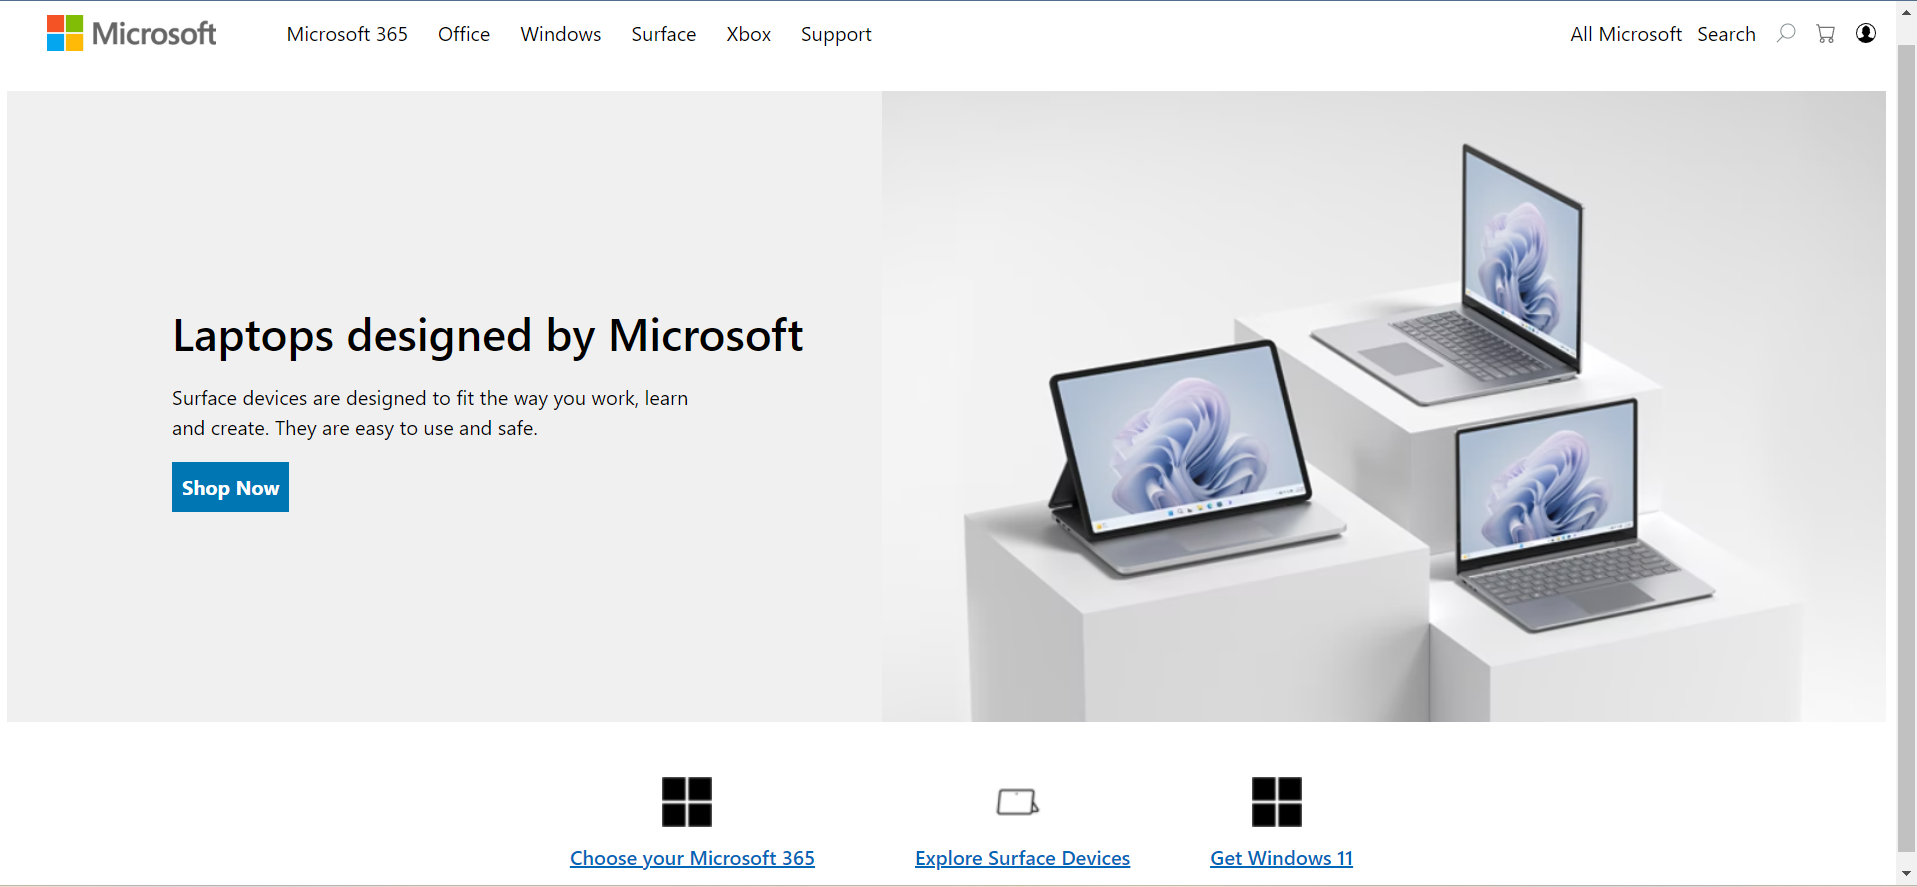 Microsoft
Microsoft 365 Office Windows Surface Xbox Support
All Microsoft Search
Laptops designed by Microsoft
Surface devices are designed to fit the way you work, learn
and create. They are easy to use and safe.
Shop Now
Choose your Microsoft 365
Explore Surface Devices
Get Windows 11